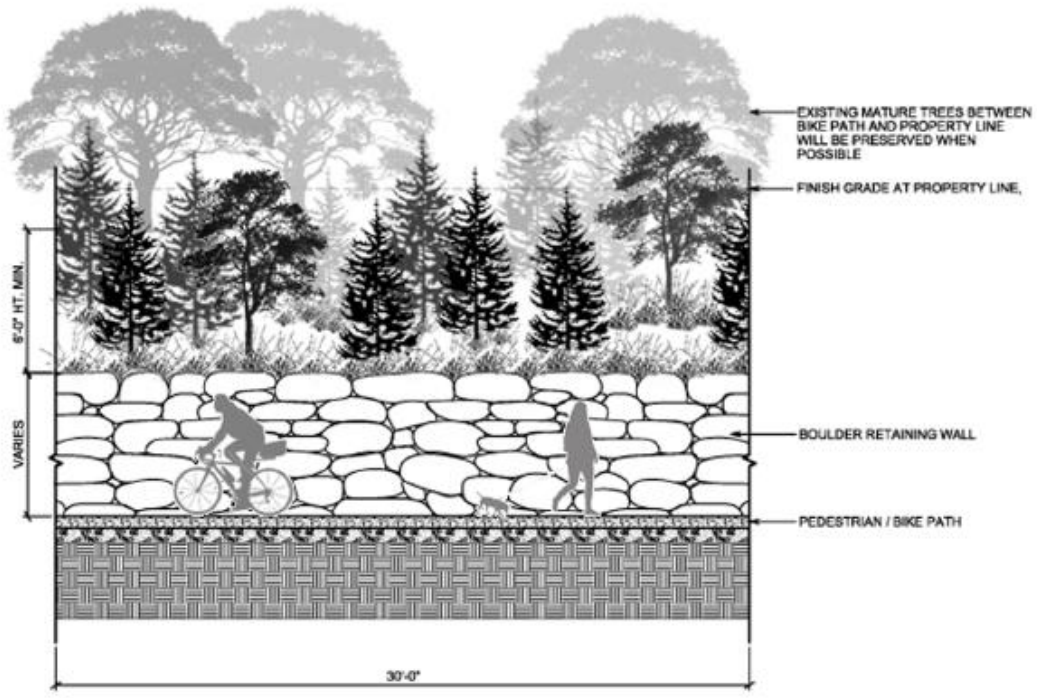 EXISTING MATURE TREES BETWEEN
BIKE PATH AND PROPERTY LINE
WILL BE PRESERVED WHEN
POSSIBLE
FINISH GRADE AT PROPERTY LINE,
6'-0" HT. MIN.
VARIES
BOULDER RETAINING WALL
PEDESTRIAN / BIKE PATH
30'-0"